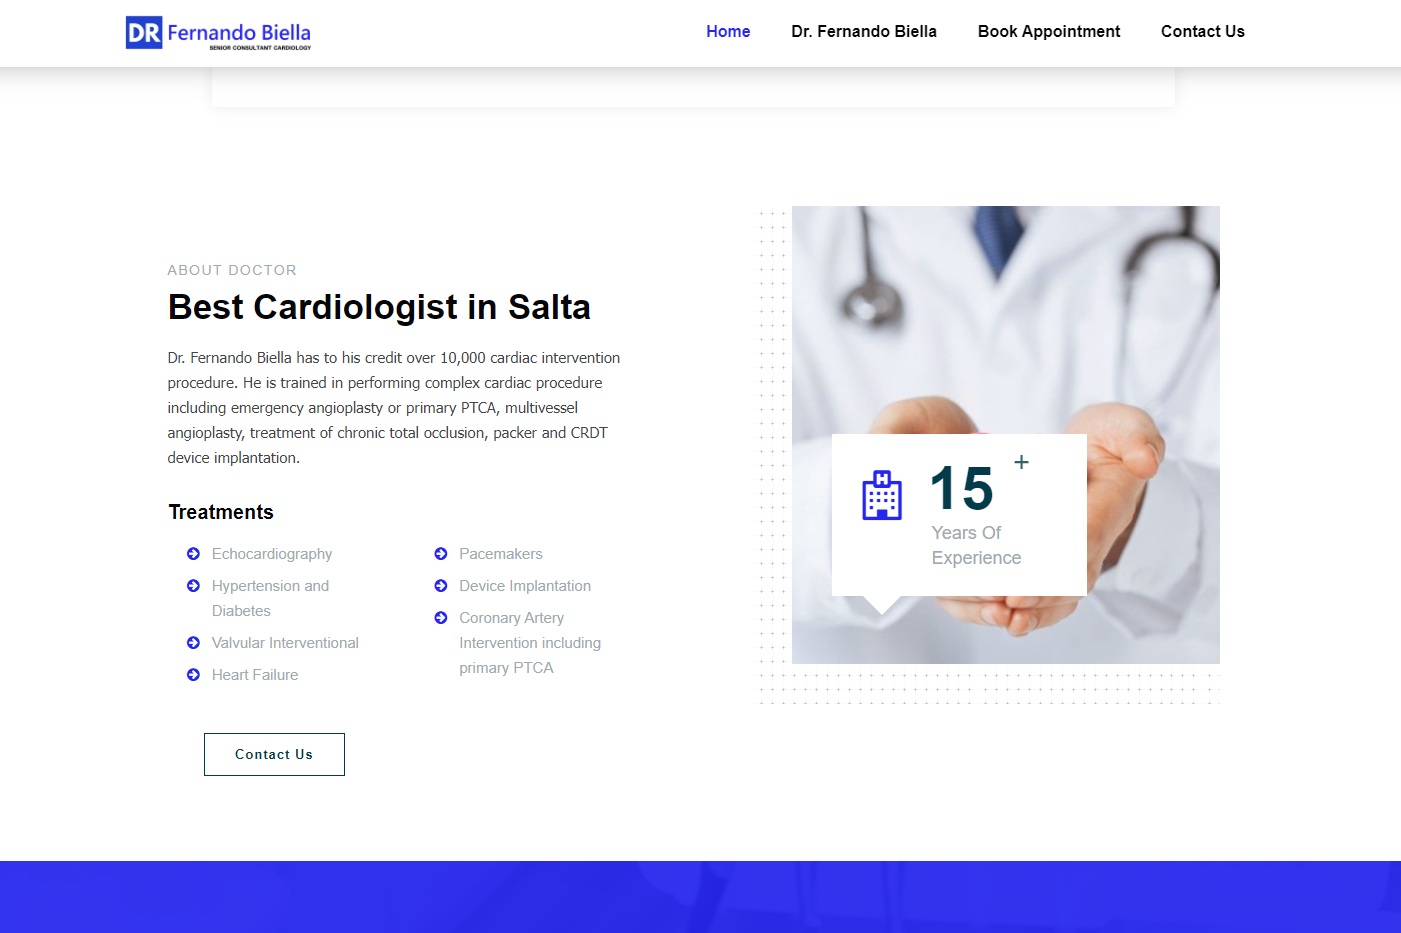 DR Fernando Biella
SENIOR CONSULTANT CARDIOLOGY
Home
Dr. Fernando Biella
Book Appointment
Contact Us
ABOUT DOCTOR
Best Cardiologist in Salta
Dr. Fernando Biella has to his credit over 10,000 cardiac intervention
procedure. He is trained in performing complex cardiac procedure
including emergency angioplasty or primary PTCA, multivessel
angioplasty, treatment of chronic total occlusion, packer and CRDT
device implantation.
Treatments
Echocardiography
Hypertension and
Diabetes
Valvular Interventional
Heart Failure
Pacemakers
Device Implantation
Coronary Artery
Intervention including
primary PTCA
Contact Us
H
15 +
Years Of
Experience